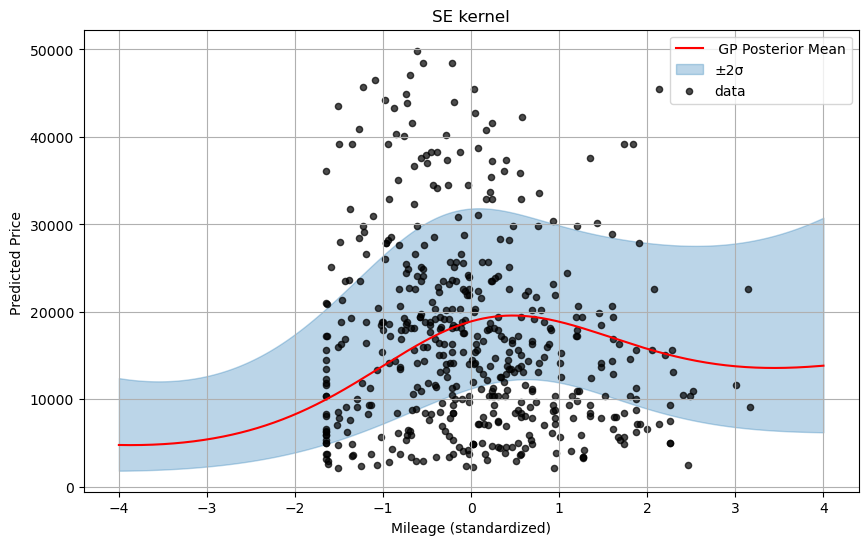 SE kernel
GP Posterior Mean
±2σ
data
Predicted Price
50000
40000
30000
20000
10000
0
−4 −3 −2 −1 0 1 2 3 4
Mileage (standardized)